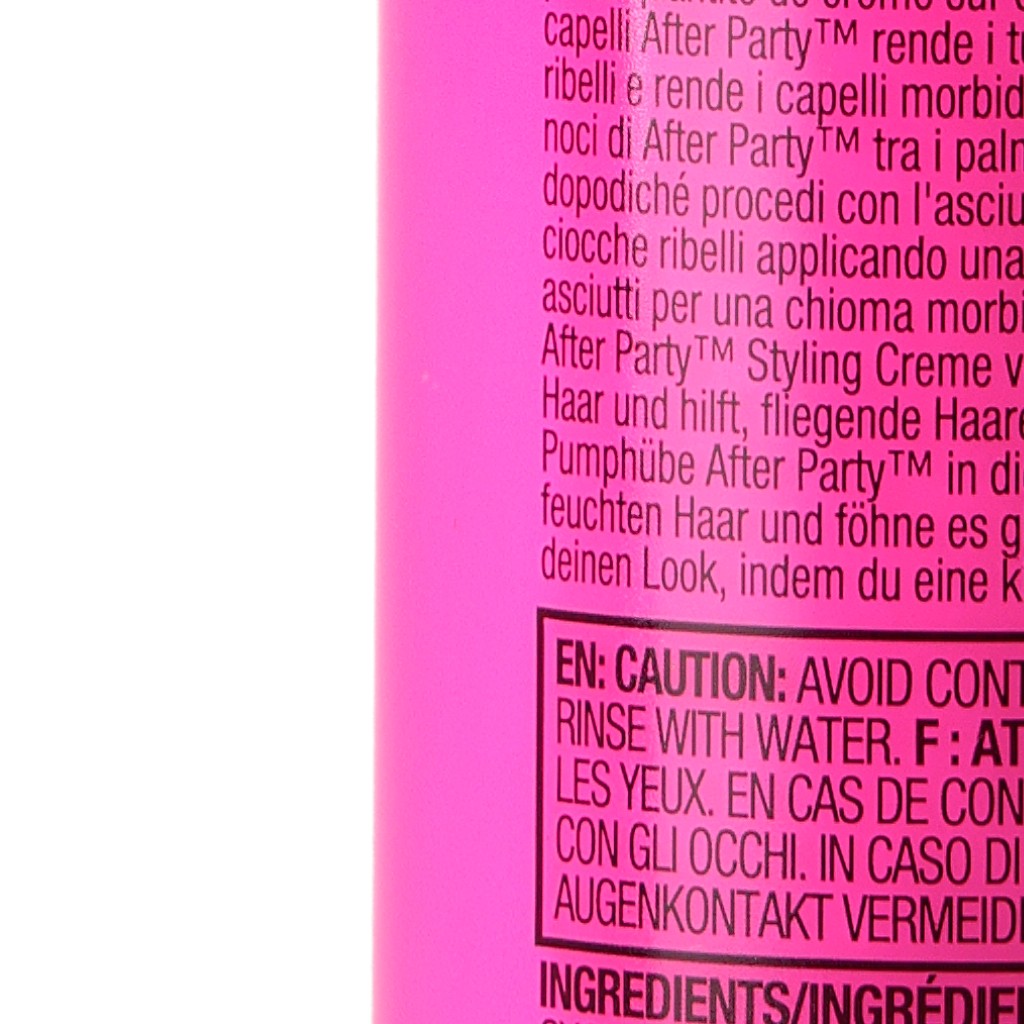 capelli After Party™ rende i
ribelli e rende i capelli morbid
noci di After Party™ tra i pal
dopodiché procedi con l'asciu
ciocche ribelli applicando una
asciutti per una chioma morbi
After Party™ Styling Creme v
Haar und hilft, fliegende Haar
Pumphübe After Party™ in di
feuchten Haar und föhne es g
deinen Look, indem du eine k
EN: CAUTION: AVOID CONT
RINSE WITH WATER. F : AT
LES YEUX. EN CAS DE CON
CON GLI OCCHI. IN CASO DI
AUGENKONTAKT VERMEID
INGREDIENTS/INGRÉDIE